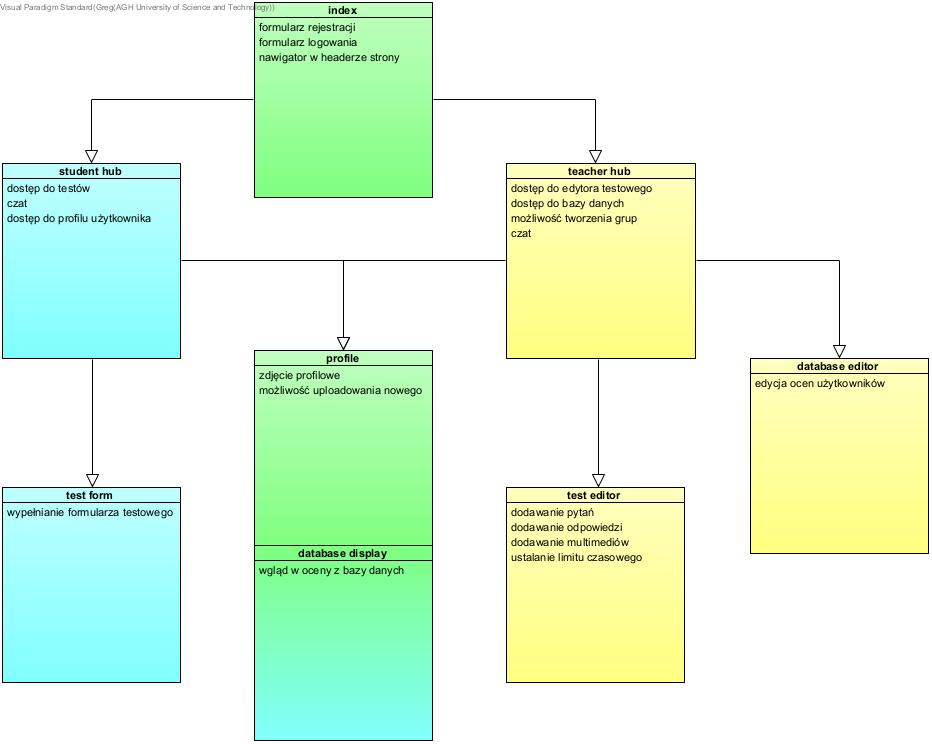 Visual Paradigm Standard(Greg(AGH University of Science and Technology))
index
formularz rejestracji
formularz logowania
nawigator w headerze strony
student hub
dostęp do testów
czat
dostęp do profilu użytkownika
teacher hub
dostęp do edytora testowego
dostęp do bazy danych
możliwość tworzenia grup
czat
profile
zdjęcie profilowe
możliwość uploadowania nowego
database editor
edycja ocen użytkowników
test form
wypełnianie formularza testowego
database display
wgląd w oceny z bazy danych
test editor
dodawanie pytań
dodawanie odpowiedzi
dodawanie multimediów
ustalanie limitu czasowego